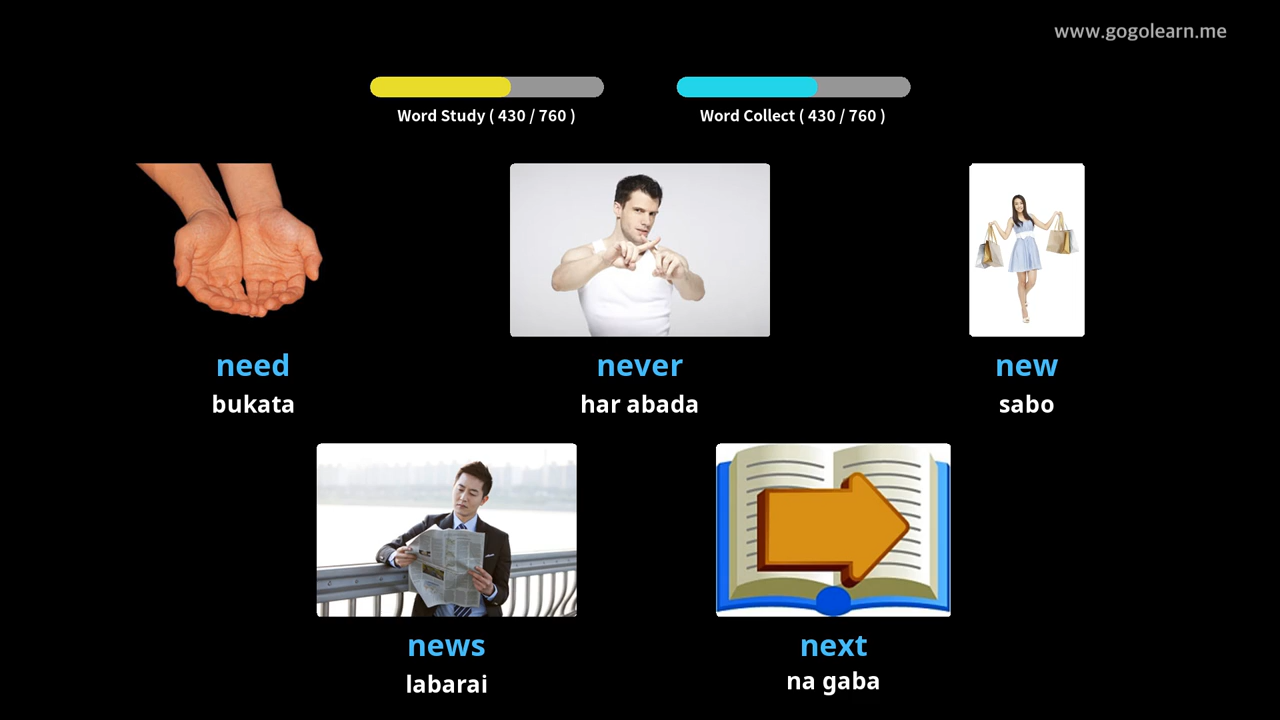 www.gogolearn.me
Word Study ( 430 / 760 )
Word Collect ( 430 / 760 )
need
bukata
never
har abada
new
sabo
news
labarai
next
na gaba